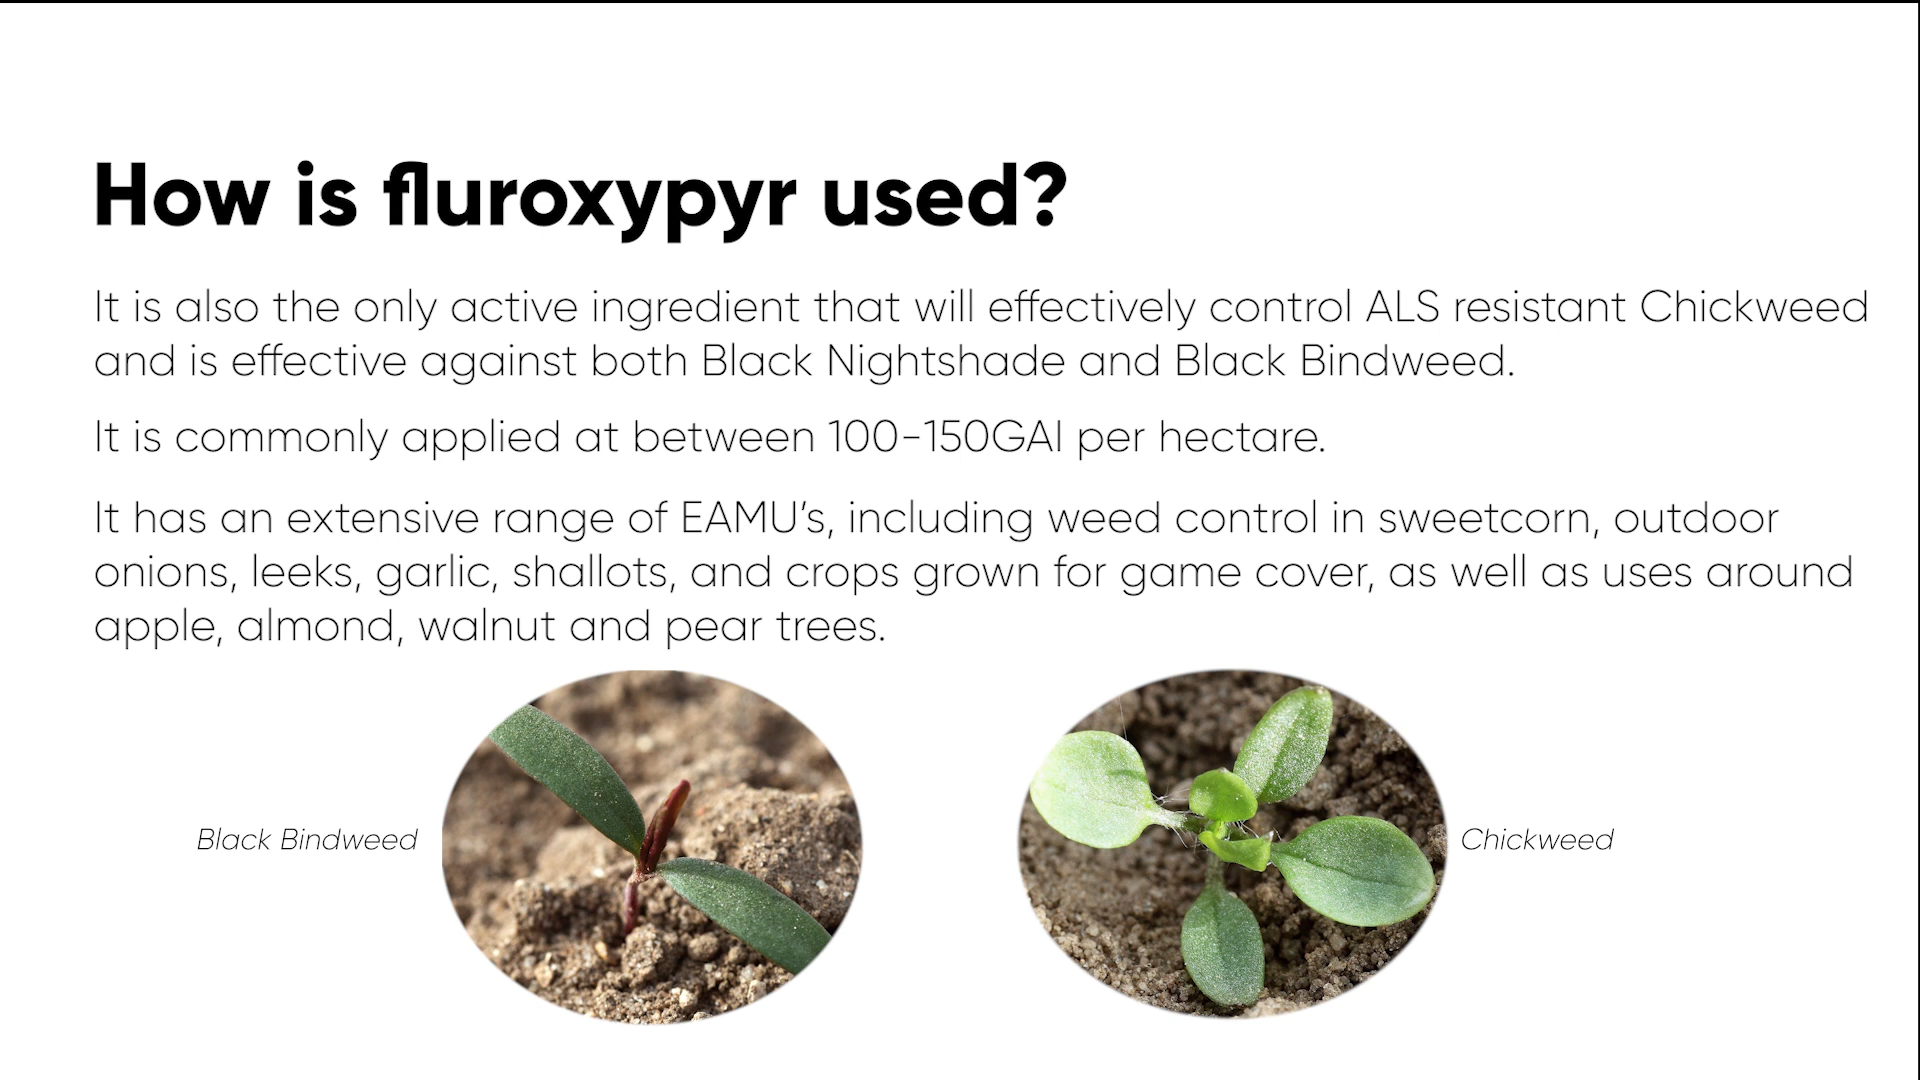 How is fluroxypyr used?
It is also the only active ingredient that will effectively control ALS resistant Chickweed
and is effective against both Black Nightshade and Black Bindweed.
It is commonly applied at between 100-150GAI per hectare.
It has an extensive range of EAMU’s, including weed control in sweetcorn, outdoor
onions, leeks, garlic, shallots, and crops grown for game cover, as well as uses around
apple, almond, walnut and pear trees.
Black Bindweed
Chickweed